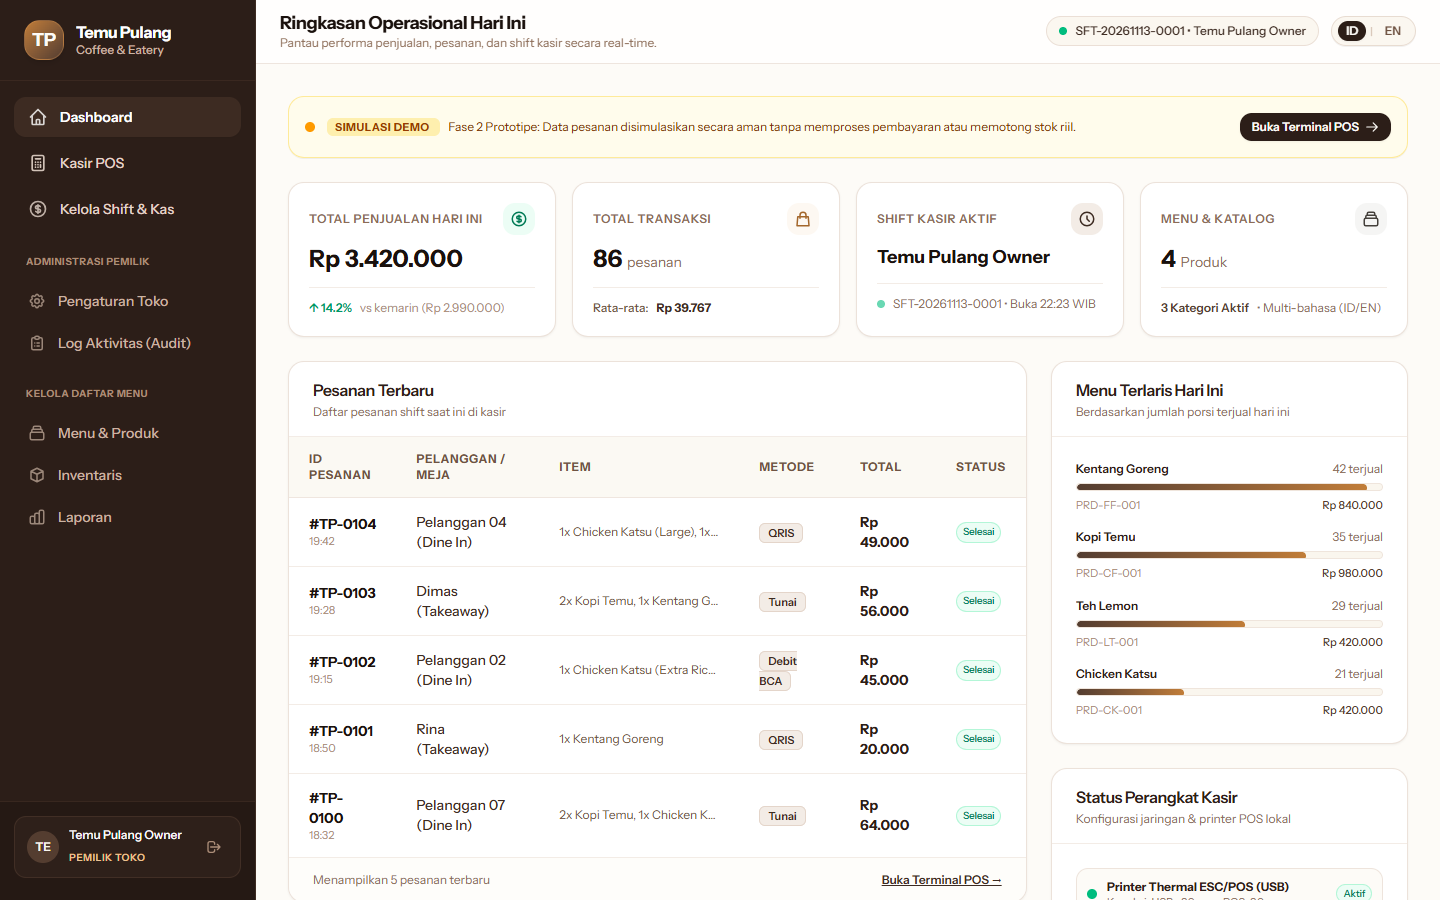 TP
Temu Pulang
Coffee & Eatery
Dashboard
Kasir POS
Kelola Shift & Kas
ADMINISTRASI PEMILIK
Pengaturan Toko
Log Aktivitas (Audit)
KELOLA DAFTAR MENU
Menu & Produk
Inventaris
Laporan
TE
Temu Pulang Owner
PEMILIK TOKO
Ringkasan Operasional Hari Ini
Pantau performa penjualan, pesanan, dan shift kasir secara real-time.
SFT-20261113-0001 • Temu Pulang Owner
ID | EN
SIMULASI DEMO Fase 2 Prototipe: Data pesanan disimulasikan secara aman tanpa memproses pembayaran atau memotong stok riil.
Buka Terminal POS →
TOTAL PENJUALAN HARI INI
Rp 3.420.000
↑ 14.2% vs kemarin (Rp 2.990.000)
TOTAL TRANSAKSI
86 pesanan
Rata-rata: Rp 39.767
SHIFT KASIR AKTIF
Temu Pulang Owner
SFT-20261113-0001 • Buka 22:23 WIB
MENU & KATALOG
4 Produk
3 Kategori Aktif • Multi-bahasa (ID/EN)
Pesanan Terbaru
Daftar pesanan shift saat ini di kasir
ID PESANAN PELANGGAN / MEJA ITEM METODE TOTAL STATUS
#TP-0104 Pelanggan 04 1x Chicken Katsu (Large), 1x... QRIS Rp Selesai
19:42 (Dine In) 49.000
#TP-0103 Dimas 2x Kopi Temu, 1x Kentang G... Tunai Rp Selesai
19:28 (Takeaway) 56.000
#TP-0102 Pelanggan 02 1x Chicken Katsu (Extra Ric... Debit Rp Selesai
19:15 (Dine In) BCA 45.000
#TP-0101 Rina 1x Kentang Goreng QRIS Rp Selesai
18:50 (Takeaway) 20.000
#TP- Pelanggan 07 2x Kopi Temu, 1x Chicken K... Tunai Rp Selesai
0100 (Dine In) 64.000
18:32
Menampilkan 5 pesanan terbaru
Buka Terminal POS →
Menu Terlaris Hari Ini
Berdasarkan jumlah porsi terjual hari ini
Kentang Goreng 42 terjual
PRD-FF-001 Rp 840.000
Kopi Temu 35 terjual
PRD-CF-001 Rp 980.000
Teh Lemon 29 terjual
PRD-LT-001 Rp 420.000
Chicken Katsu 21 terjual
PRD-CK-001 Rp 420.000
Status Perangkat Kasir
Konfigurasi jaringan & printer POS lokal
Printer Thermal ESC/POS (USB)
Aktif